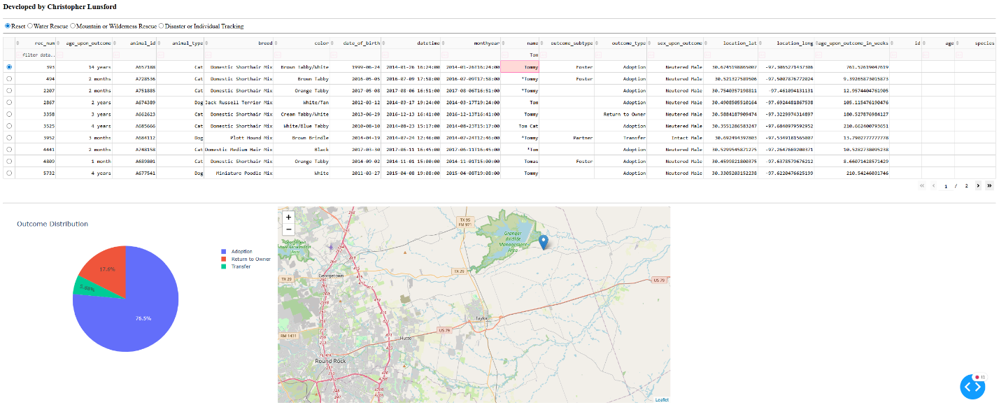 Developed by Christopher Lunsford
Reset Water Rescue Mountain or Wilderness Rescue Disaster or Individual Tracking
rec_num age_upon_outcome animal_id animal_type breed color date_of_birth datetime monthyear name outcome_subtype outcome_type sex_upon_outcome location_lat location_long age_upon_outcome_in_weeks id age species
filter data.. Tom
393 14 years A657188 Cat Domestic Shorthair Mix Brown Tabby/White 1999-06-24 2014-01-26 16:24:00 2014-01-26T16:24:00 Tommy Foster Adoption Neutered Male 30.6745198865007 -97.3065271437306 761.52619047619
494 2 months A728536 Cat Domestic Shorthair Mix Brown Tabby 2016-05-05 2016-07-09 17:58:00 2016-07-09T17:58:00 *Tommy Foster Adoption Neutered Male 30.521327589506 -97.5087876772024 9.39265873015873
2207 2 months A751885 Cat Domestic Shorthair Mix Orange Tabby 2017-05-08 2017-08-06 16:51:00 2017-08-06T16:51:00 *Tommy Adoption Neutered Male 30.7540357198811 -97.461094131131 12.9574404761905
2867 2 years A674389 Dog Jack Russell Terrier Mix White/Tan 2012-03-12 2014-03-17 19:24:00 2014-03-17T19:24:00 Tom Adoption Neutered Male 30.4908505510164 -97.6924481867538 105.115476190476
3358 3 years A662623 Cat Domestic Shorthair Mix Cream Tabby/White 2013-06-29 2016-12-13 16:41:00 2016-12-13T16:41:00 Tommy Return to Owner Neutered Male 30.5884187909474 -97.3229974314897 180.527876984127
3525 4 years A685666 Cat Domestic Shorthair Mix White/Blue Tabby 2010-08-10 2014-08-23 15:17:00 2014-08-23T15:17:00 Tom Cat Adoption Neutered Male 30.3551286583247 -97.6840979592952 210.662400793651
3952 3 months A684112 Dog Plott Hound Mix Brown Brindle 2014-04-19 2014-07-24 12:46:00 2014-07-24T12:46:00 *Tommy Partner Transfer Intact Male 30.692494397803 -97.5349181565087 13.7902777777778
4441 2 months A748158 Cat Domestic Medium Hair Mix Black 2017-03-30 2017-06-11 16:45:00 2017-06-11T16:45:00 *Tom Adoption Neutered Male 30.5299545871275 -97.2647669200371 10.5282738095238
4809 1 month A689801 Cat Domestic Shorthair Mix Orange Tabby 2014-09-02 2014-11-01 15:00:00 2014-11-01T15:00:00 Tomas Foster Adoption Neutered Male 30.4599821800375 -97.6378579676212 8.66071428571429
5732 4 years A677541 Dog Miniature Poodle Mix White 2011-03-27 2015-04-08 19:08:00 2015-04-08T19:08:00 Tommy Adoption Neutered Male 30.3305203152238 -97.6220476625199 210.54246031746
1 / 2
Outcome Distribution
Adoption
Return to Owner
Transfer
17.6%
5.88%
76.5%
+
−
TX 95
FM 971
Granger
Wildlife
Management
Area
TX 29
Georgetown
TX 29
US 79
Taylor
US 79
RM 1431
Hutto
Round Rock
Leaflet
12